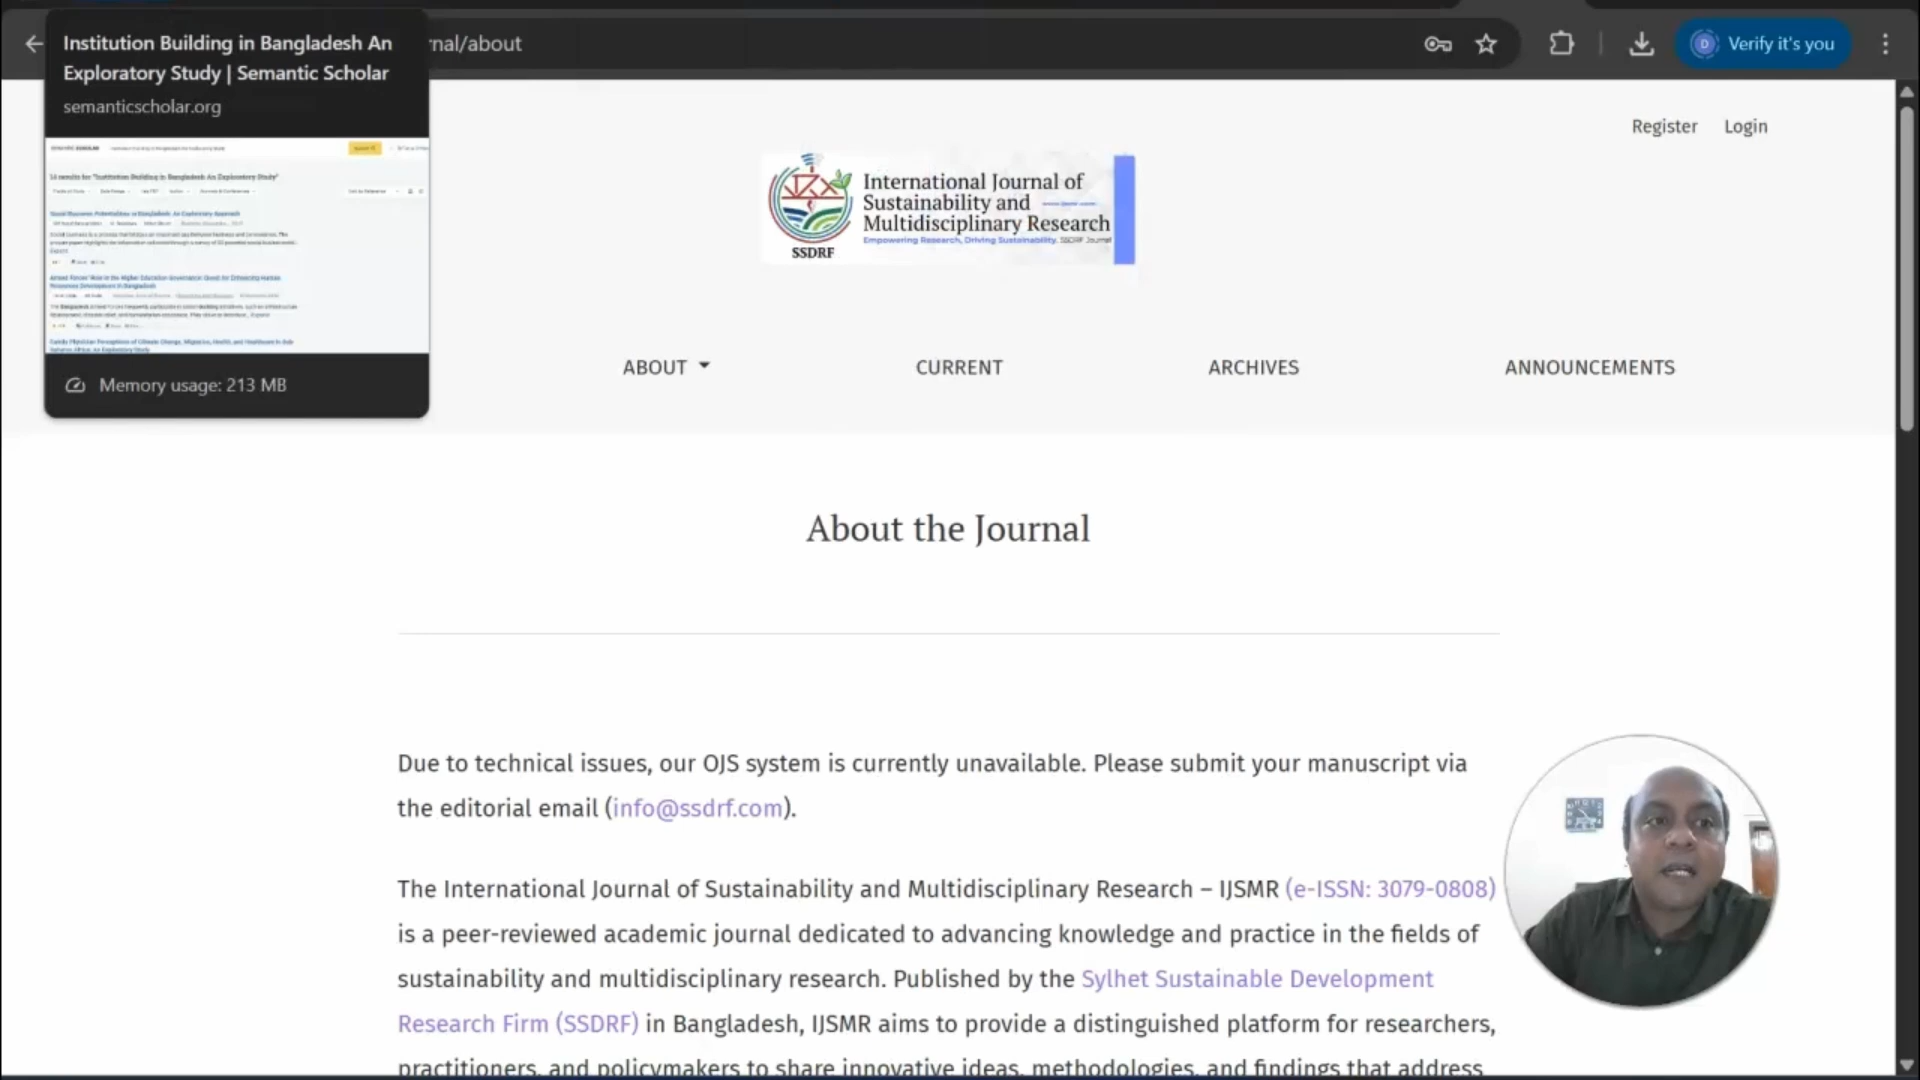 Institution Building in Bangladesh An
Exploratory Study | Semantic Scholar
semanticscholar.org
Memory usage: 213 MB
nal/about
Verify it's you
Register Login
International Journal of
Sustainability and
Multidisciplinary Research
Empowering Research, Driving Sustainability. SSDRF Journal
SSDRF
ABOUT CURRENT ARCHIVES ANNOUNCEMENTS
About the Journal
Due to technical issues, our OJS system is currently unavailable. Please submit your manuscript via
the editorial email (info@ssdrf.com).
The International Journal of Sustainability and Multidisciplinary Research – IJSMR (e-ISSN: 3079-0808)
is a peer-reviewed academic journal dedicated to advancing knowledge and practice in the fields of
sustainability and multidisciplinary research. Published by the Sylhet Sustainable Development
Research Firm (SSDRF) in Bangladesh, IJSMR aims to provide a distinguished platform for researchers,
practitioners, and policymakers to share innovative ideas, methodologies, and findings that address